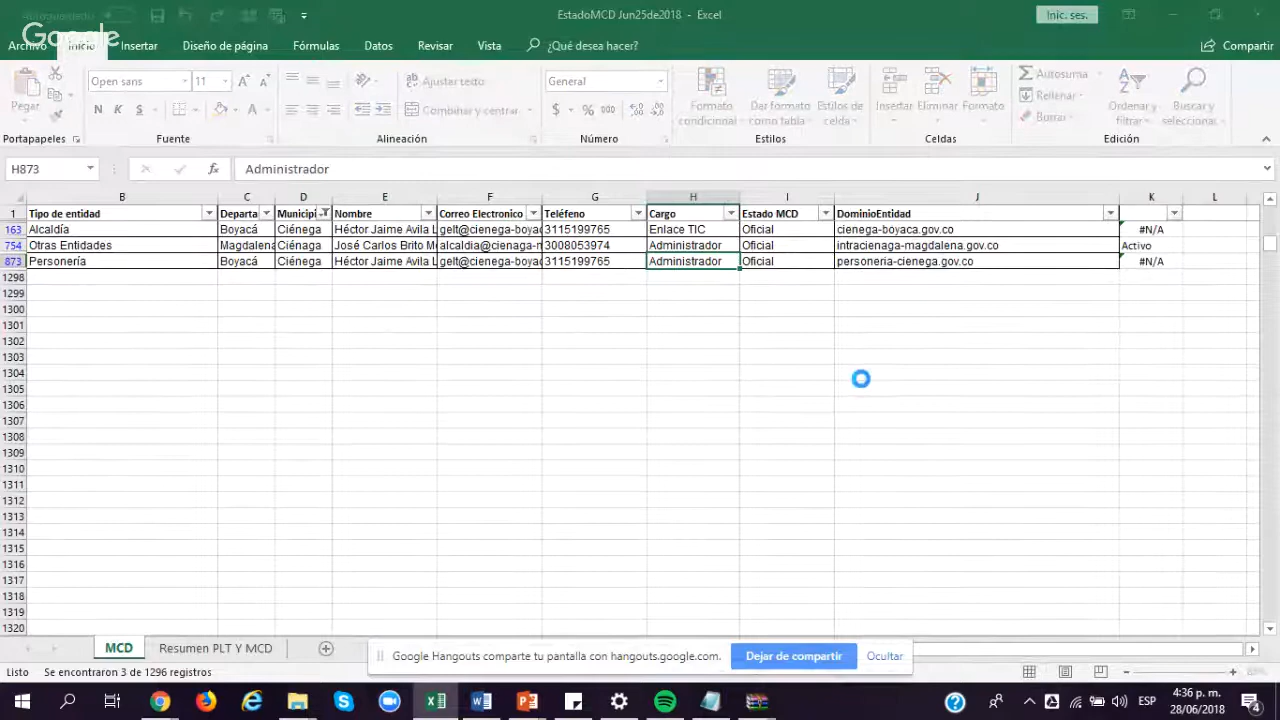 Autoguardado
EstadoMCD Jun25de2018 - Excel
Inic. ses.
Google
Archivo Inicio Insertar Diseño de página Fórmulas Datos Revisar Vista ¿Qué desea hacer? Compartir
Pegar
Open sans 11
N K S
Ajustar texto
Combinar y centrar
General
$ % 000
Formato condicional
Dar formato como tabla
Estilos de celda
Insertar Eliminar Formato
Autosuma
Rellenar
Borrar
Ordenar y filtrar
Buscar y seleccionar
Portapapeles Fuente Alineación Número Estilos Celdas Edición
H873 fx Administrador
B C D E F G H I J K L
1 Tipo de entidad Departa Municipi Nombre Correo Electronico Teléfeno Cargo Estado MCD DominioEntidad
163 Alcaldía Boyacá Ciénega Héctor Jaime Avila L gelt@cienega-boyac 3115199765 Enlace TIC Oficial cienega-boyaca.gov.co #N/A
754 Otras Entidades Magdalena Ciénaga José Carlos Brito Mo alcaldia@cienaga-m 3008053974 Administrador Oficial intracienaga-magdalena.gov.co Activo
873 Personería Boyacá Ciénega Héctor Jaime Avila L gelt@cienega-boyac 3115199765 Administrador Oficial personeria-cienega.gov.co #N/A
1298
1299
1300
1301
1302
1303
1304
1305
1306
1307
1308
1309
1310
1311
1312
1313
1314
1315
1316
1317
1318
1319
1320
MCD Resumen PLT Y MCD
Google Hangouts comparte tu pantalla con hangouts.google.com. Dejar de compartir Ocultar
Listo Se encontraron 3 de 1296 registros
ESP
4:36 p. m.
28/06/2018
4